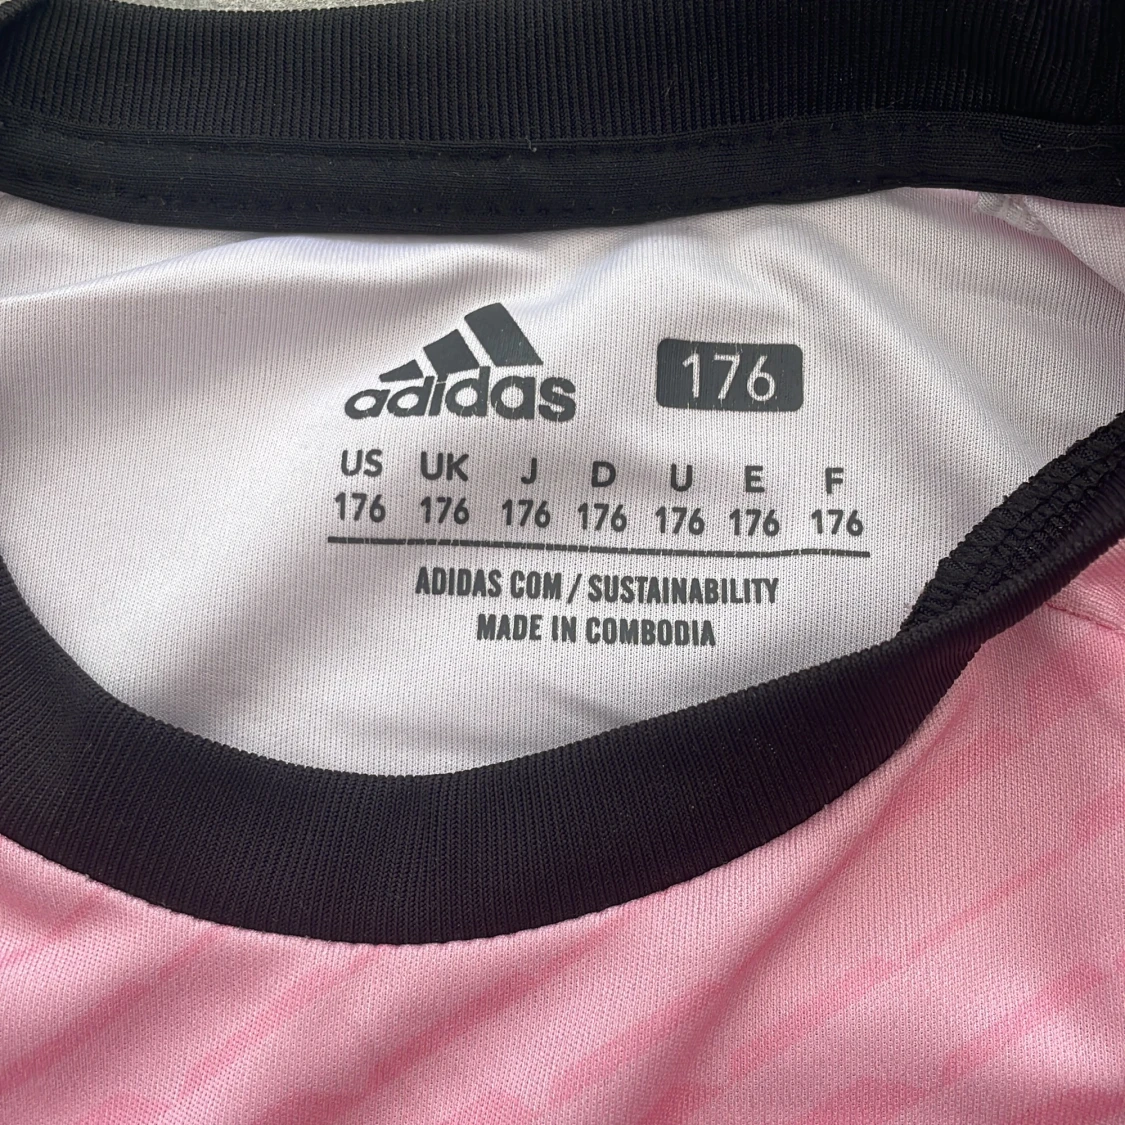 adidas 176
US UK J D U E F
176 176 176 176 176 176 176
ADIDAS COM / SUSTAINABILITY
MADE IN COMBODIA